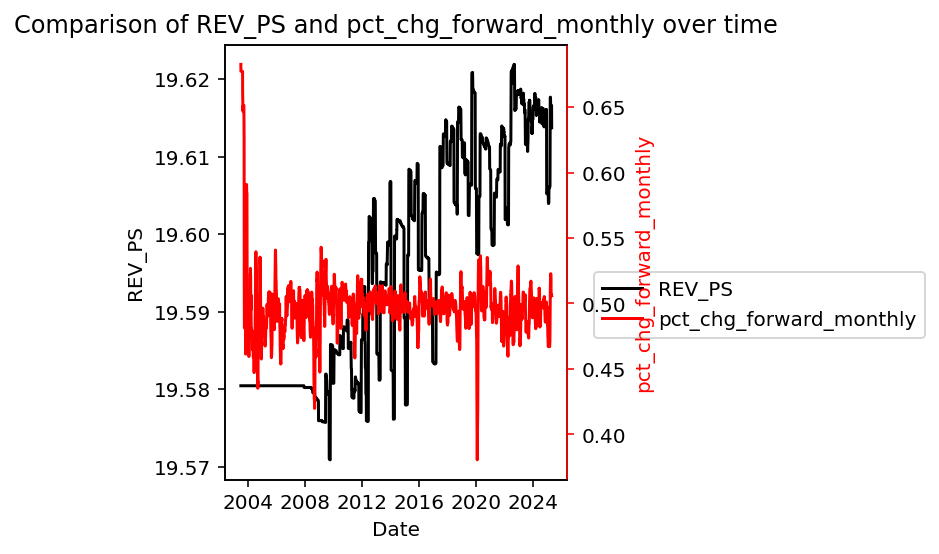 Comparison of REV_PS and pct_chg_forward_monthly over time
19.62
19.61
19.60
19.59
19.58
19.57
REV_PS
0.65
0.60
0.55
0.50
0.45
0.40
pct_chg_forward_monthly
REV_PS
pct_chg_forward_monthly
2004 2008 2012 2016 2020 2024
Date